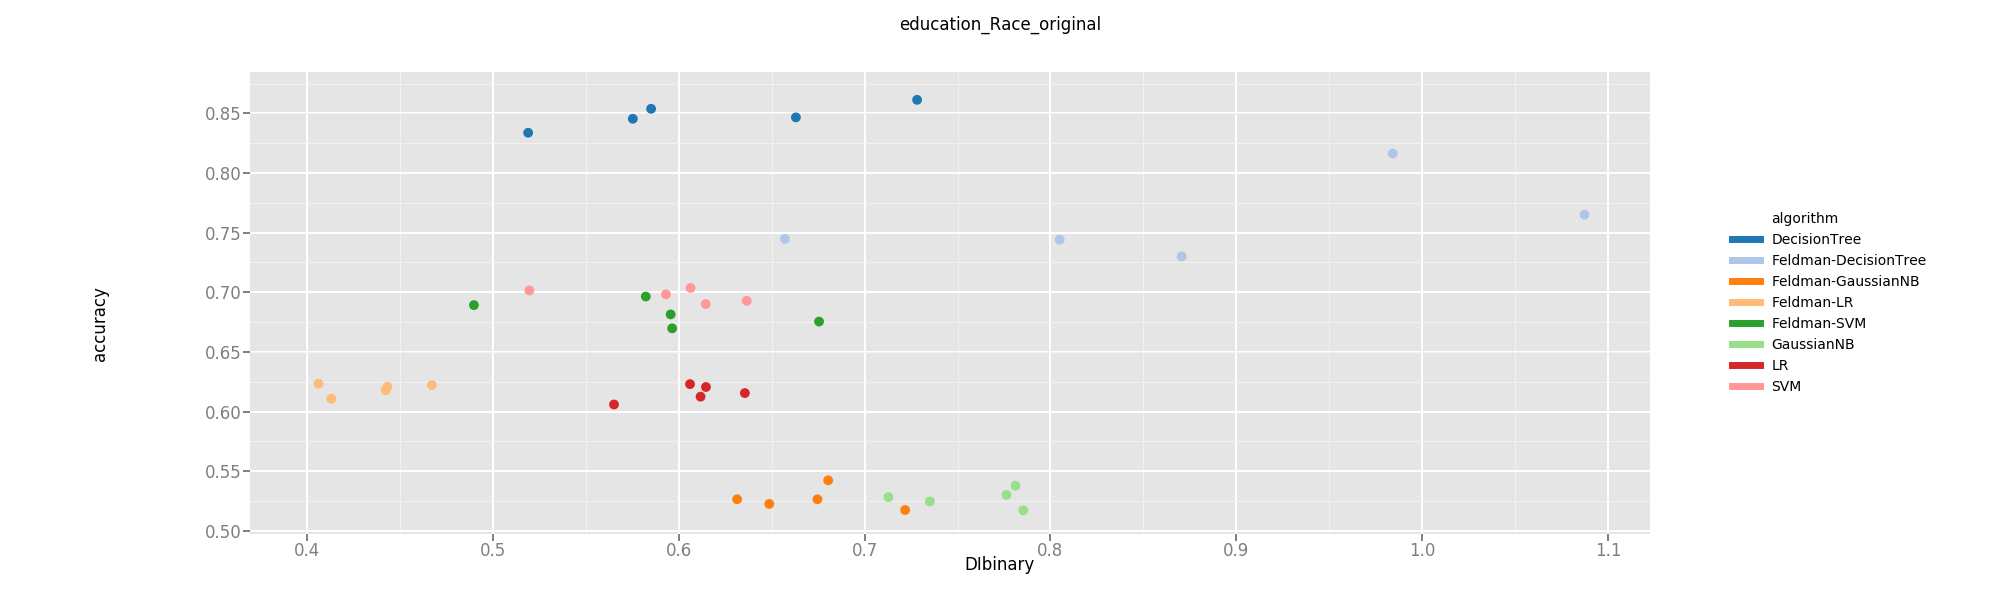 education_Race_original
0.85
0.80
0.75
0.70
0.65
0.60
0.55
0.50
accuracy
0.4 0.5 0.6 0.7 0.8 0.9 1.0 1.1
DIbinary
algorithm
DecisionTree
Feldman-DecisionTree
Feldman-GaussianNB
Feldman-LR
Feldman-SVM
GaussianNB
LR
SVM